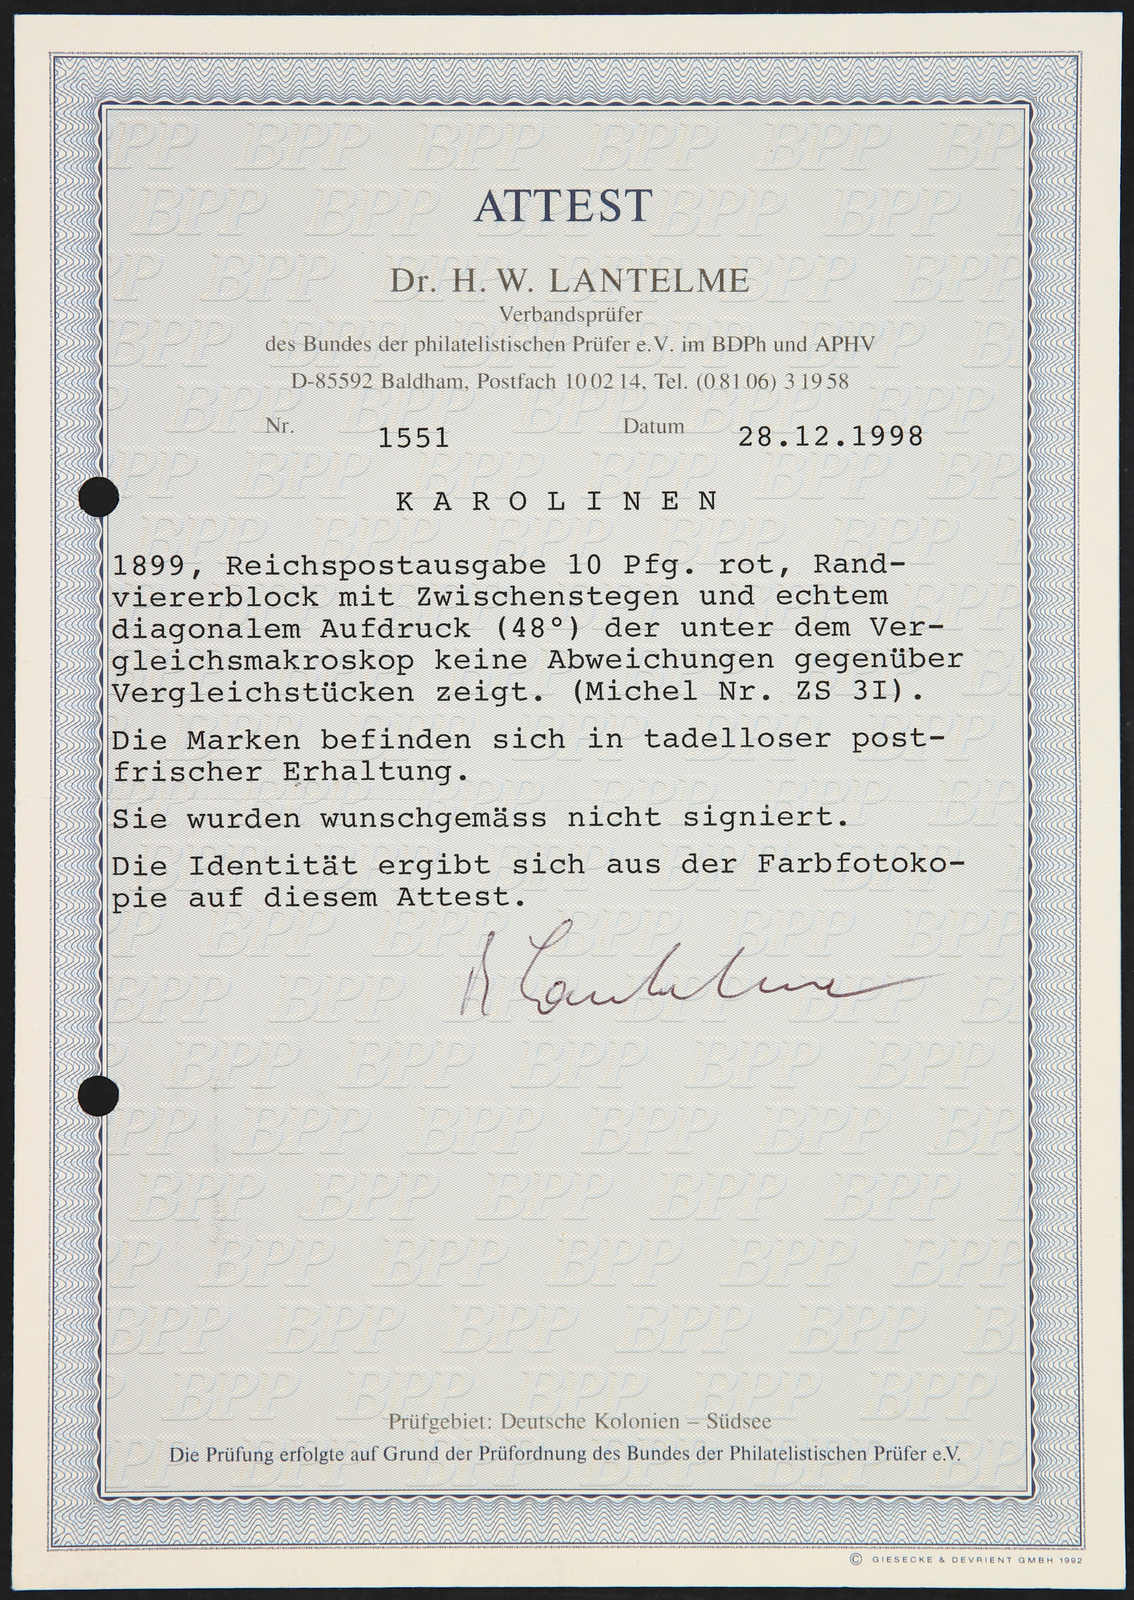 ATTEST
Dr. H. W. LANTELME
Verbandsprüfer
des Bundes der philatelistischen Prüfer e.V. im BDPh und APHV
D-85592 Baldham, Postfach 10 02 14, Tel. (0 81 06) 3 19 58
Nr. 1551 Datum 28.12.1998
K A R O L I N E N
1899, Reichspostausgabe 10 Pfg. rot, Rand-
viererblock mit Zwischenstegen und echtem
diagonalem Aufdruck (48°) der unter dem Ver-
gleichsmakroskop keine Abweichungen gegenüber
Vergleichstücken zeigt. (Michel Nr. ZS 3I).
Die Marken befinden sich in tadelloser post-
frischer Erhaltung.
Sie wurden wunschgemäss nicht signiert.
Die Identität ergibt sich aus der Farbfotoko-
pie auf diesem Attest.
H Lantelme
Prüfgebiet: Deutsche Kolonien – Südsee
Die Prüfung erfolgte auf Grund der Prüfordnung des Bundes der Philatelistischen Prüfer e.V.
© GIESECKE & DEVRIENT GMBH 1992